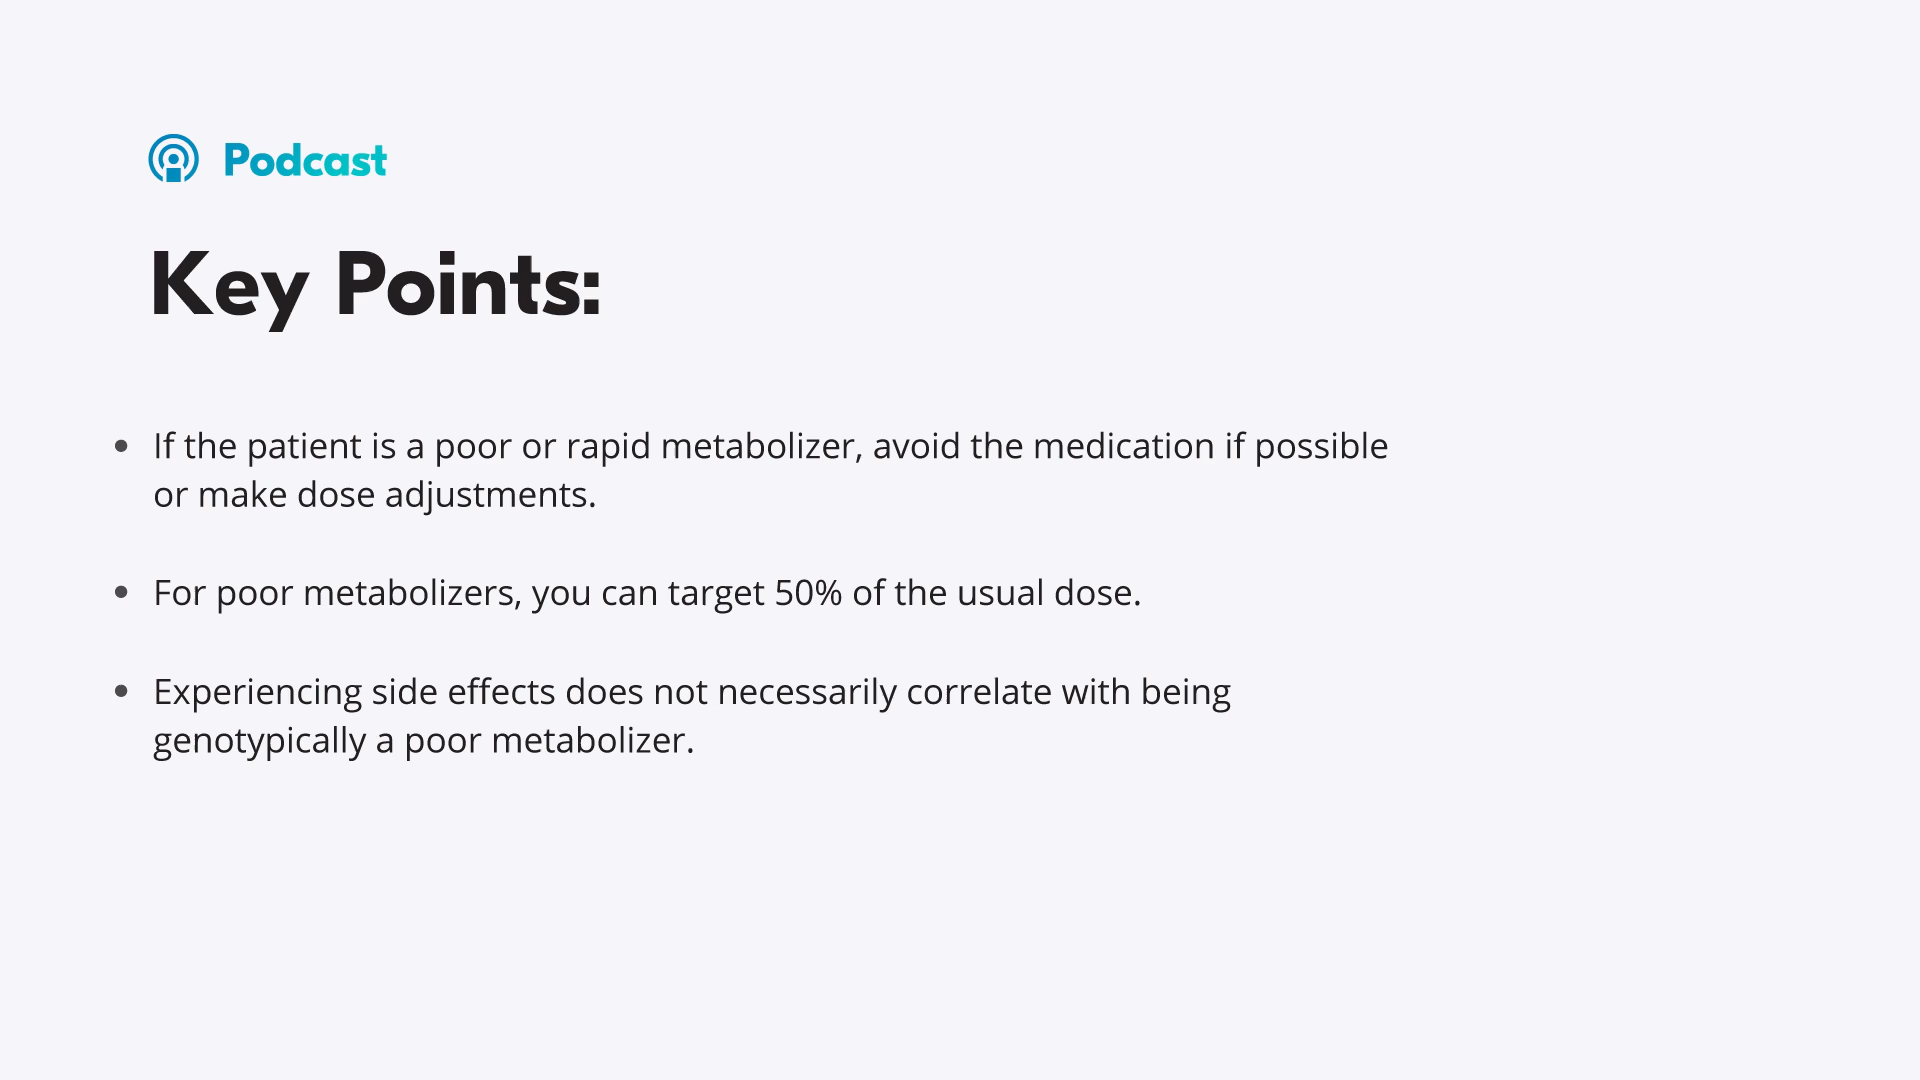 Podcast
Key Points:
• If the patient is a poor or rapid metabolizer, avoid the medication if possible
or make dose adjustments.
• For poor metabolizers, you can target 50% of the usual dose.
• Experiencing side effects does not necessarily correlate with being
genotypically a poor metabolizer.